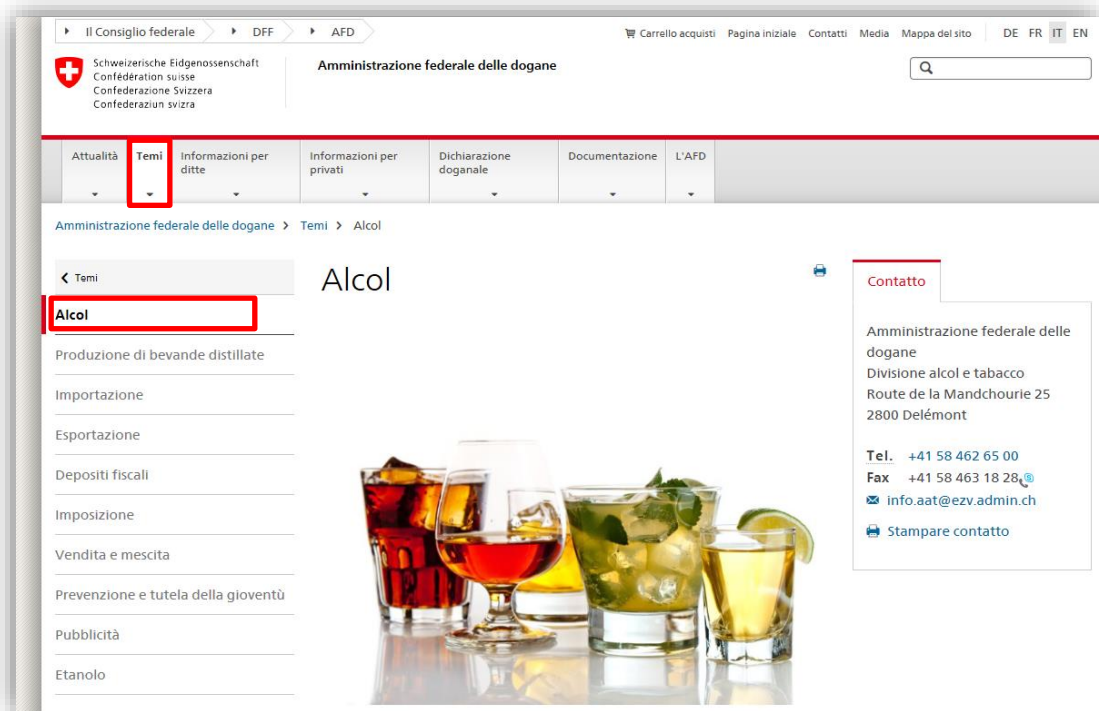 Il Consiglio federale DFF AFD
Carrello acquisti Pagina iniziale Contatti Media Mappa del sito DE FR IT EN
Schweizerische Eidgenossenschaft
Confédération suisse
Confederazione Svizzera
Confederaziun svizra
Amministrazione federale delle dogane
Attualità Temi Informazioni per ditte Informazioni per privati Dichiarazione doganale Documentazione L'AFD
Amministrazione federale delle dogane > Temi > Alcol
Temi
Alcol
Produzione di bevande distillate
Importazione
Esportazione
Depositi fiscali
Imposizione
Vendita e mescita
Prevenzione e tutela della gioventù
Pubblicità
Etanolo
Alcol
Contatto
Amministrazione federale delle
dogane
Divisione alcol e tabacco
Route de la Mandchourie 25
2800 Delémont
Tel. +41 58 462 65 00
Fax +41 58 463 18 28
info.aat@ezv.admin.ch
Stampare contatto